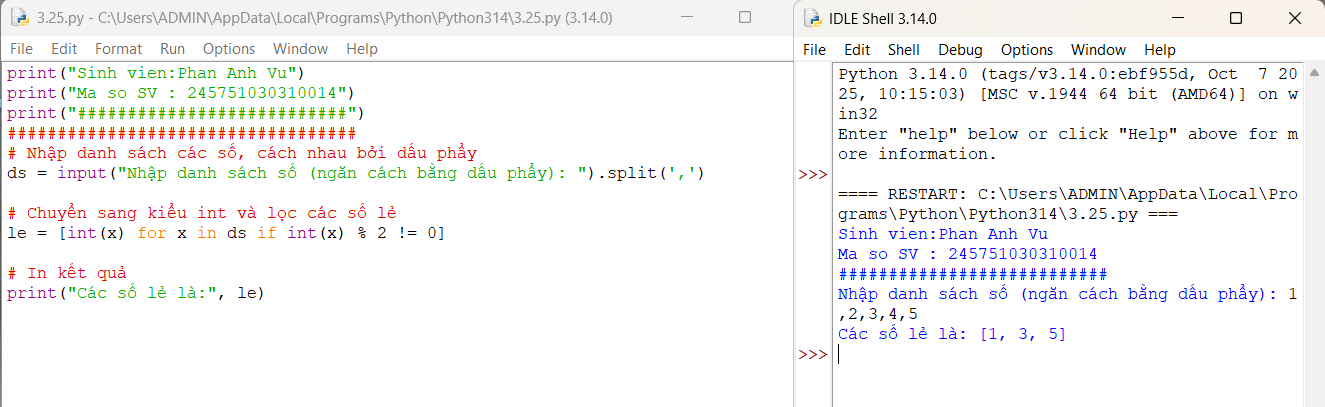 3.25.py - C:\Users\ADMIN\AppData\Local\Programs\Python\Python314\3.25.py (3.14.0)
File Edit Format Run Options Window Help
print("Sinh vien:Phan Anh Vu")
print("Ma so SV : 245751030310014")
print("###########################")
###################################
# Nhập danh sách các số, cách nhau bởi dấu phẩy
ds = input("Nhập danh sách số (ngăn cách bằng dấu phẩy): ").split(',')
# Chuyển sang kiểu int và lọc các số lẻ
le = [int(x) for x in ds if int(x) % 2 != 0]
# In kết quả
print("Các số lẻ là:", le)
IDLE Shell 3.14.0
File Edit Shell Debug Options Window Help
Python 3.14.0 (tags/v3.14.0:ebf955d, Oct  7 20
25, 10:15:03) [MSC v.1944 64 bit (AMD64)] on w
in32
Enter "help" below or click "Help" above for m
ore information.
>>>
==== RESTART: C:\Users\ADMIN\AppData\Local\Pro
grams\Python\Python314\3.25.py ===
Sinh vien:Phan Anh Vu
Ma so SV : 245751030310014
###########################
Nhập danh sách số (ngăn cách bằng dấu phẩy): 1
,2,3,4,5
Các số lẻ là: [1, 3, 5]
>>>